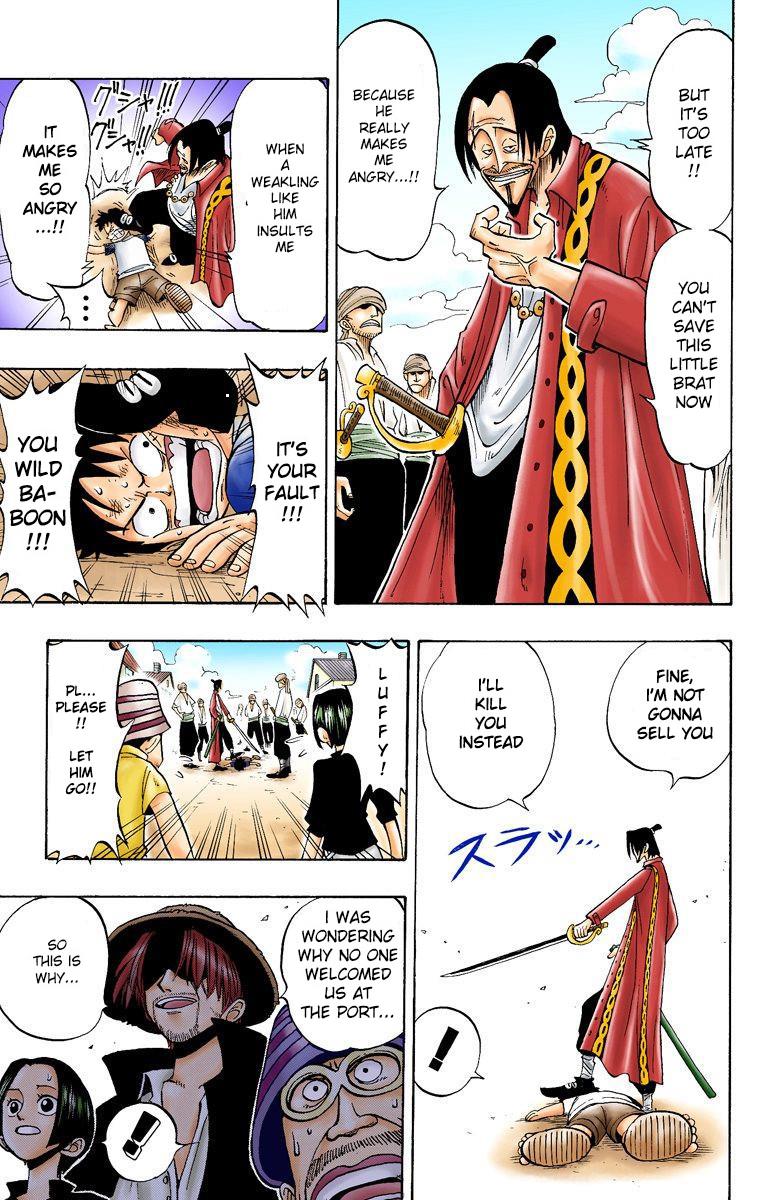 BUT
IT'S
TOO
LATE
!!
YOU
CAN'T
SAVE
THIS
LITTLE
BRAT
NOW
BECAUSE
HE
REALLY
MAKES
ME
ANGRY...!!
WHEN
A
WEAKLING
LIKE
HIM
INSULTS
ME
IT
MAKES
ME
SO
ANGRY
...!!
グシャ!!!
グシャ!!!
...
IT'S
YOUR
FAULT
!!!
YOU
WILD
BA-
BOON
!!!
FINE,
I'M NOT
GONNA
SELL YOU
I'LL
KILL
YOU
INSTEAD
スラッ...
!
LUFFY!
PL...
PLEASE
!!
LET
HIM
GO!!
I WAS
WONDERING
WHY NO ONE
WELCOMED
US AT
THE PORT...
SO
THIS IS
WHY...
!